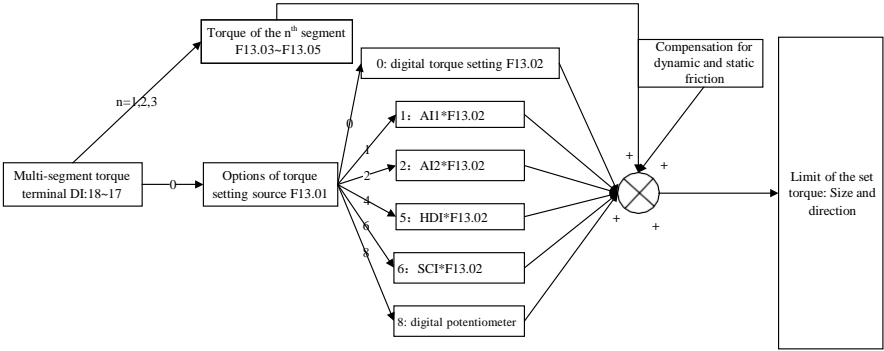 Torque of the nth segment
F13.03~F13.05
Compensation for
dynamic and static
friction
0: digital torque setting F13.02
n=1,2,3
0
1：AI1*F13.02
1
+
+
Multi-segment torque
terminal DI:18~17
0
Options of torque
setting source F13.01
2
2：AI2*F13.02
Limit of the set
torque: Size and
direction
4
5：HDI*F13.02
+
+
6
6：SCI*F13.02
8
8: digital potentiometer